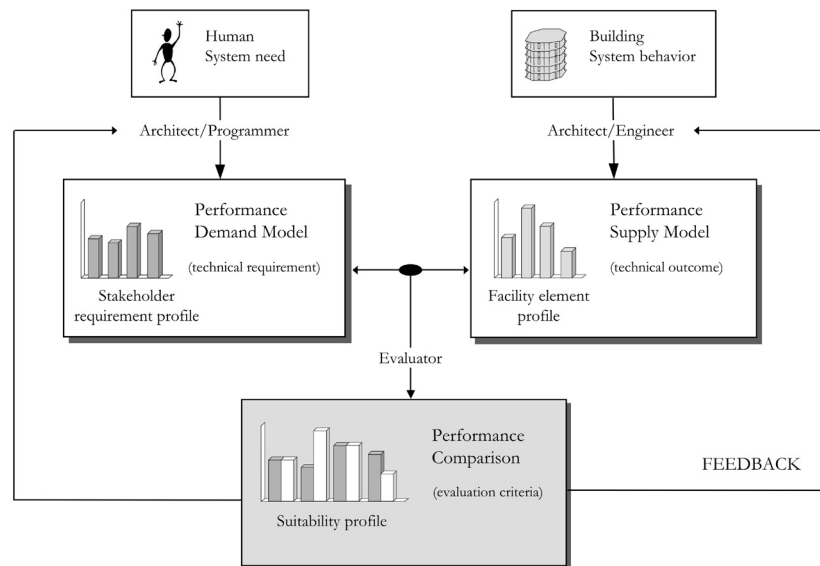 Human
System need
Building
System behavior
Architect/Programmer
Architect/Engineer
Performance
Demand Model
(technical requirement)
Stakeholder
requirement profile
Performance
Supply Model
(technical outcome)
Facility element
profile
Evaluator
Performance
Comparison
(evaluation criteria)
Suitability profile
FEEDBACK